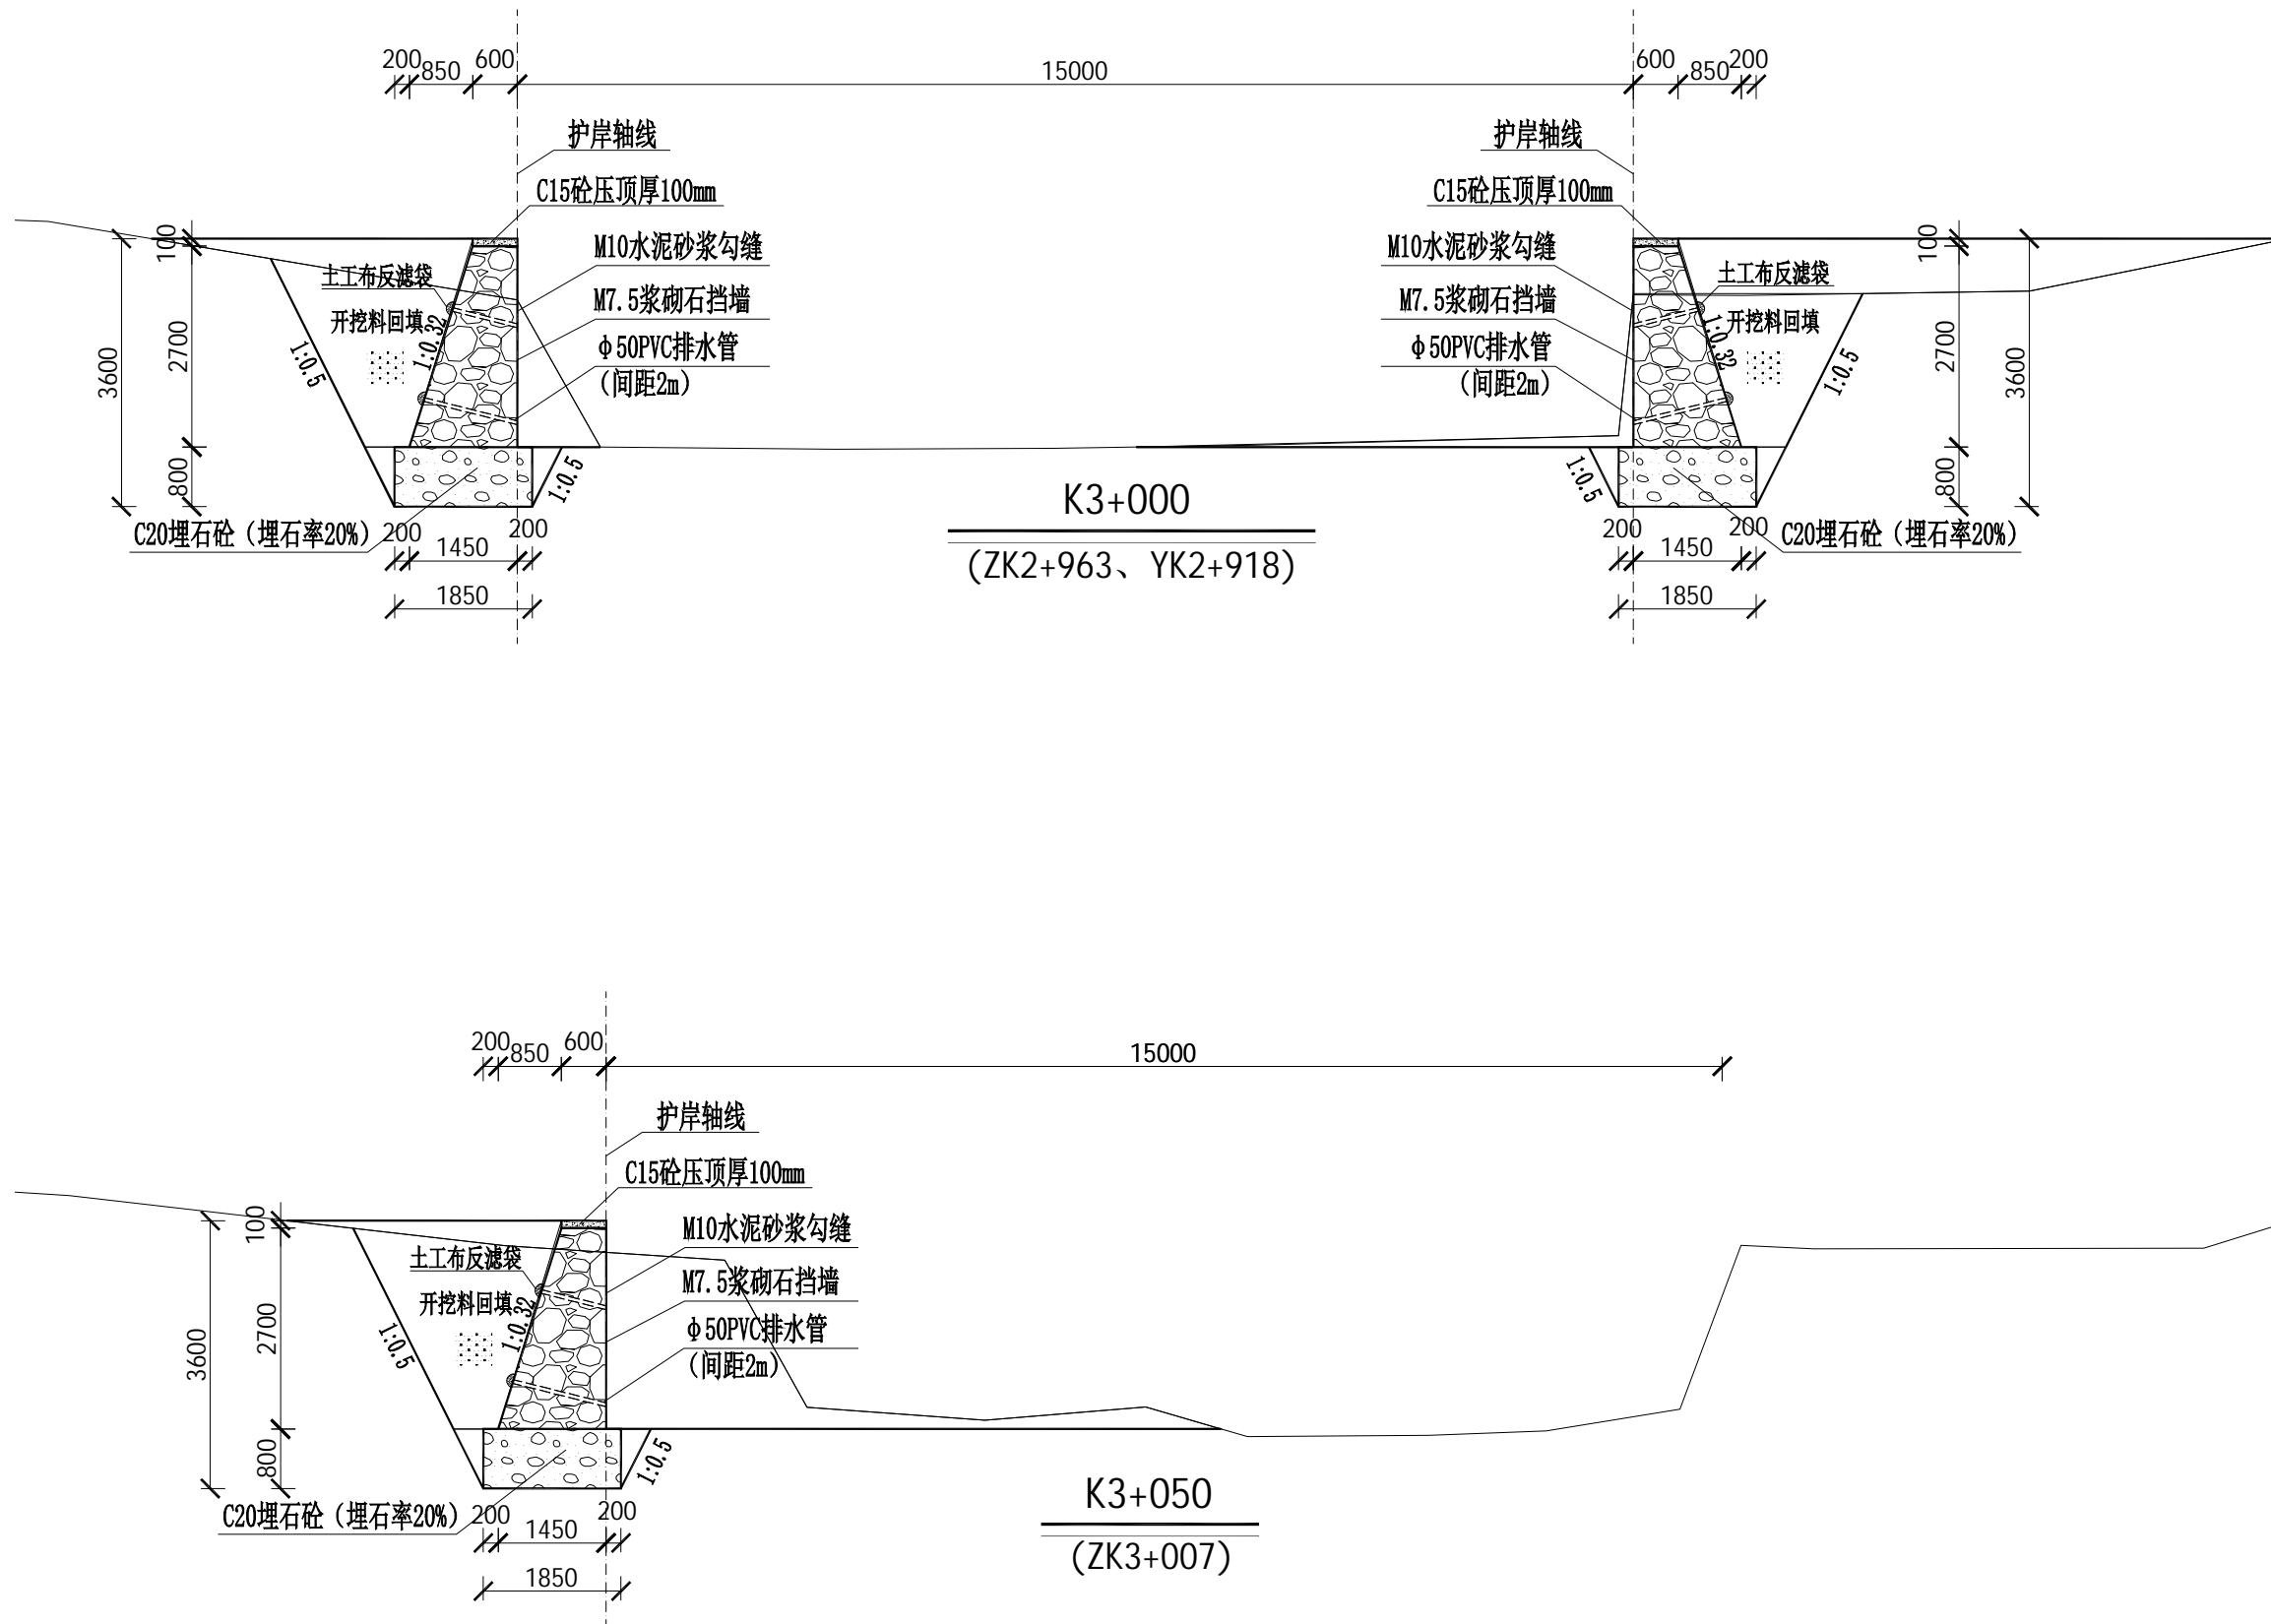 200 850 600 15000 600 850 200
护岸轴线 护岸轴线
C15砼压顶厚100mm C15砼压顶厚100mm
100 M10水泥砂浆勾缝 M10水泥砂浆勾缝 100
土工布反滤袋 土工布反滤袋
M7.5浆砌石挡墙 M7.5浆砌石挡墙
开挖料回填 开挖料回填
3600 2700 1:0.5 1:0.32 φ50PVC排水管 φ50PVC排水管 1:0.32 1:0.5 2700 3600
(间距2m) (间距2m)
800 1:0.5 1:0.5 800
K3+000
C20埋石砼(埋石率20%) 200 200 200 200 C20埋石砼(埋石率20%)
1450 1450
(ZK2+963、YK2+918)
1850 1850
200 850 600 15000
护岸轴线
C15砼压顶厚100mm
100 M10水泥砂浆勾缝
土工布反滤袋
M7.5浆砌石挡墙
开挖料回填
3600 2700 1:0.5 1:0.32 φ50PVC排水管
(间距2m)
800 1:0.5
K3+050
C20埋石砼(埋石率20%) 200 200
1450
(ZK3+007)
1850